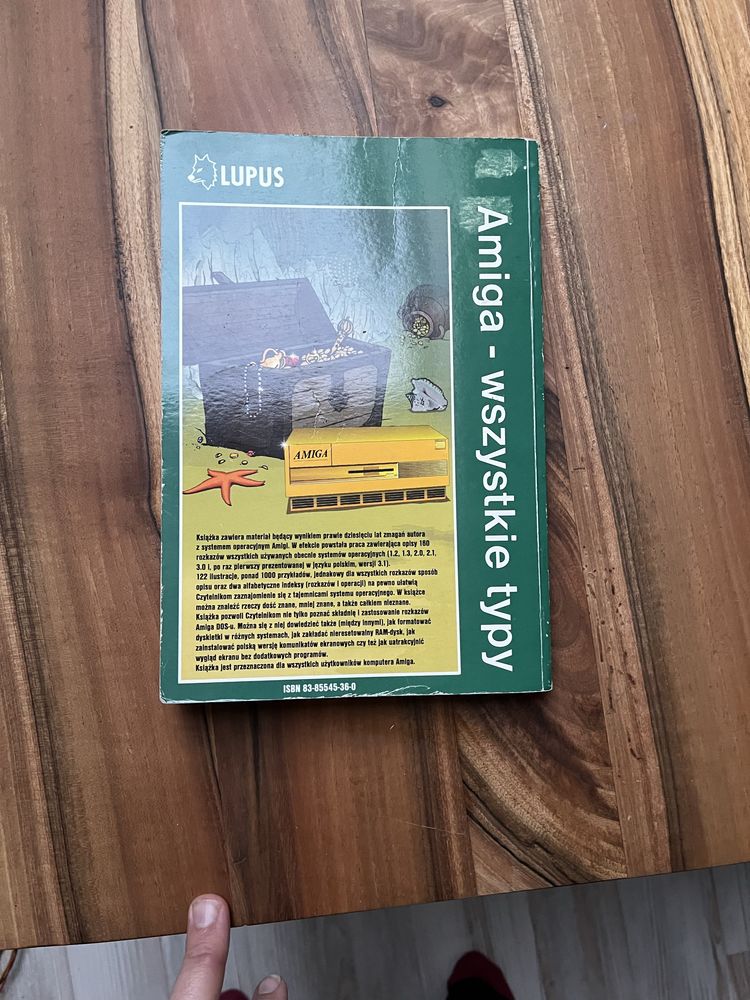 LUPUS
Amiga - wszystkie typy
AMIGA
Książka zawiera materiał będący wynikiem prawie dziesięciu lat zmagań autora
z systemem operacyjnym Amigi. W efekcie powstała praca zawierająca opisy 180
rozkazów wszystkich używanych obecnie systemów operacyjnych (1.2, 1.3, 2.0, 2.1,
3.0 i, po raz pierwszy prezentowanej w języku polskim, wersji 3.1).
122 ilustracje, ponad 1000 przykładów, jednakowy dla wszystkich rozkazów sposób
opisu oraz dwa alfabetyczne indeksy (rozkazów i operacji) na pewno ułatwią
Czytelnikom zaznajomienie się z tajemnicami systemu operacyjnego. W książce
można znaleźć rzeczy dość znane, mniej znane, a także całkiem nieznane.
Książka pozwoli Czytelnikom nie tylko poznać składnię i zastosowanie rozkazów
Amiga DOS-u. Można się z niej dowiedzieć także (między innymi), jak formatować
dyskietki w różnych systemach, jak zakładać nieresetowalny RAM-dysk, jak
zainstalować polską wersję komunikatów ekranowych czy też jak uatrakcyjnić
wygląd ekranu bez dodatkowych programów.
Książka jest przeznaczona dla wszystkich użytkowników komputera Amiga.
ISBN 83-85545-36-0